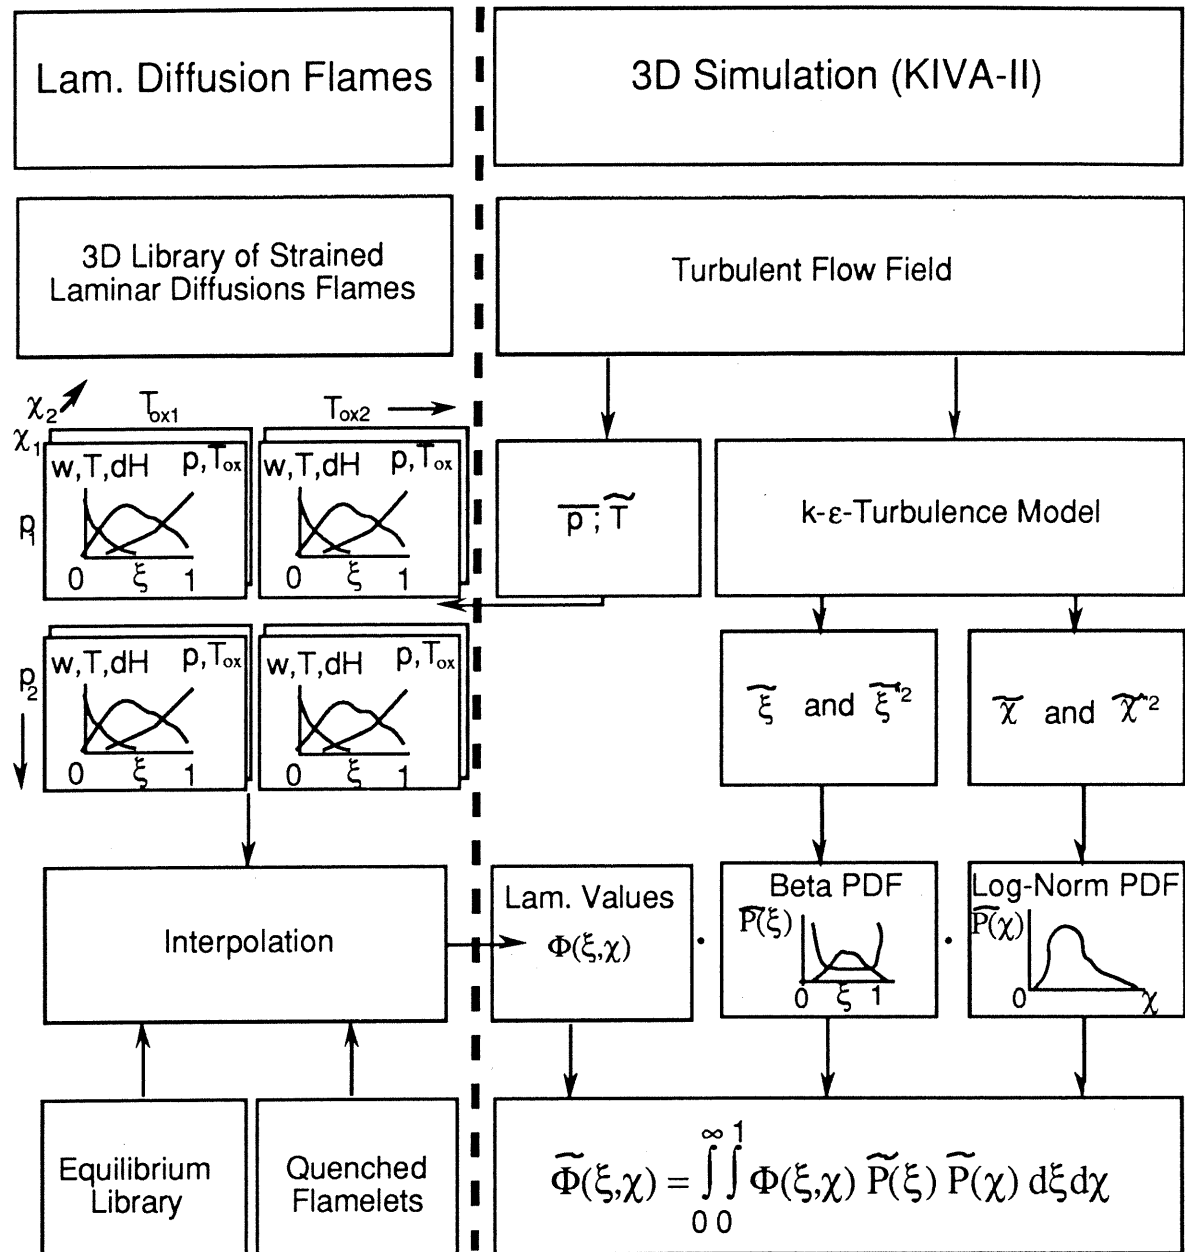 Lam. Diffusion Flames
3D Simulation (KIVA-II)
3D Library of Strained
Laminar Diffusions Flames
Turbulent Flow Field
χ₂
Tox1
Tox2
χ₁
w,T,dH p,Tox
0 ξ 1
w,T,dH p,Tox
0 ξ 1
p₁
p̅ ; T̃
k-ε-Turbulence Model
p₂
w,T,dH p,Tox
0 ξ 1
w,T,dH p,Tox
0 ξ 1
ξ̃ and ξ̃"²
χ̃ and χ̃"²
Interpolation
Lam. Values
Φ(ξ,χ)
·
Beta PDF
P̃(ξ)
0 ξ 1
·
Log-Norm PDF
P̃(χ)
0 χ
Equilibrium
Library
Quenched
Flamelets
Φ̃(ξ,χ) = ∫₀^∞ ∫₀^1 Φ(ξ,χ) P̃(ξ) P̃(χ) dξdχ